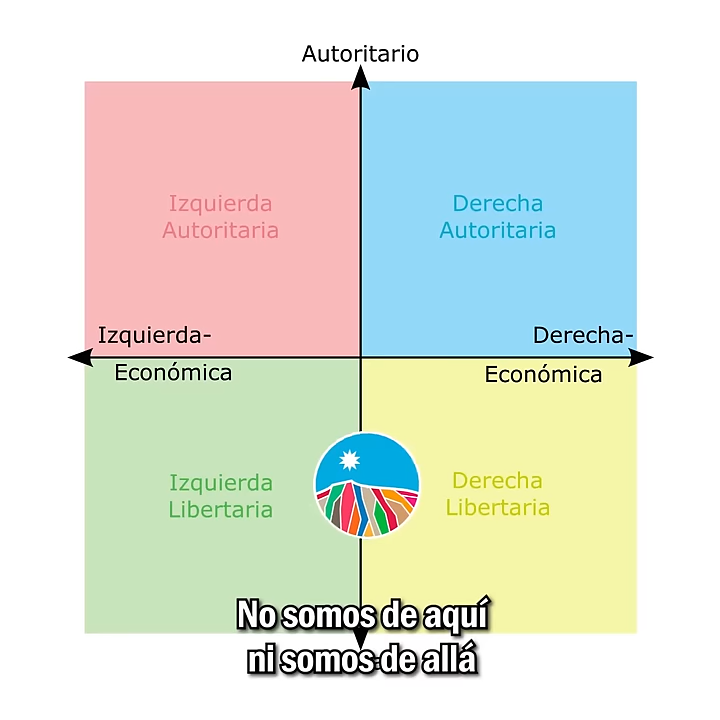 Autoritario
Izquierda
Autoritaria
Derecha
Autoritaria
Izquierda-
Económica
Derecha-
Económica
Izquierda
Libertaria
Derecha
Libertaria
No somos de aquí
ni somos de allá